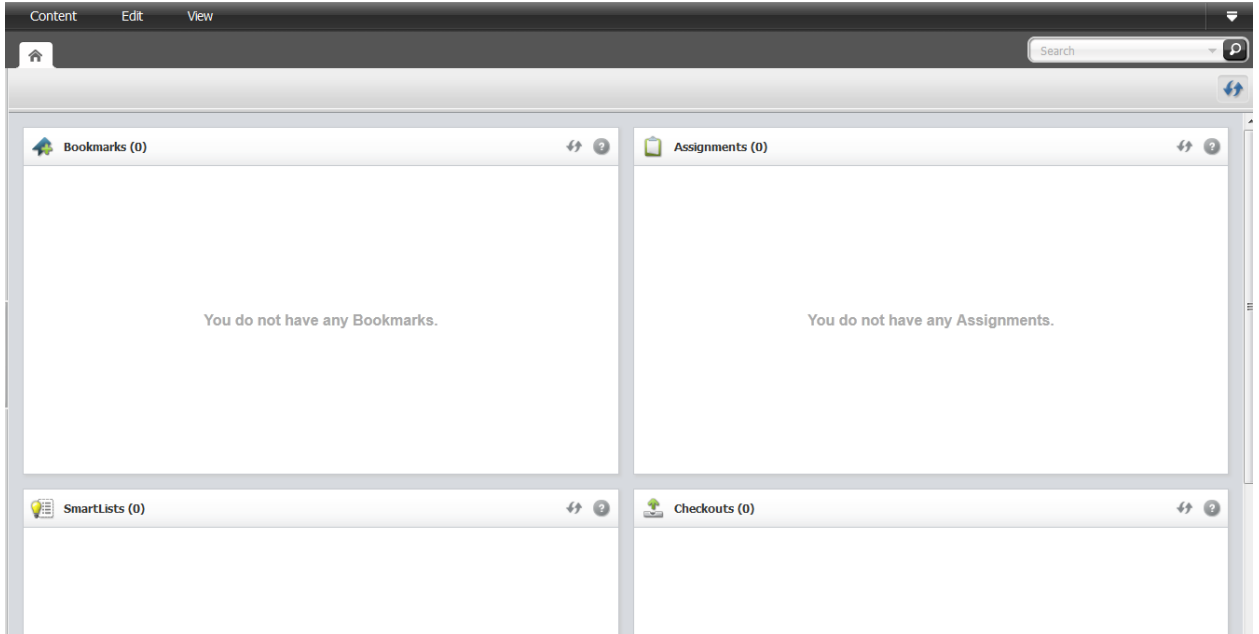 Content Edit View
Search
Bookmarks (0)
Assignments (0)
You do not have any Bookmarks.
You do not have any Assignments.
SmartLists (0)
Checkouts (0)